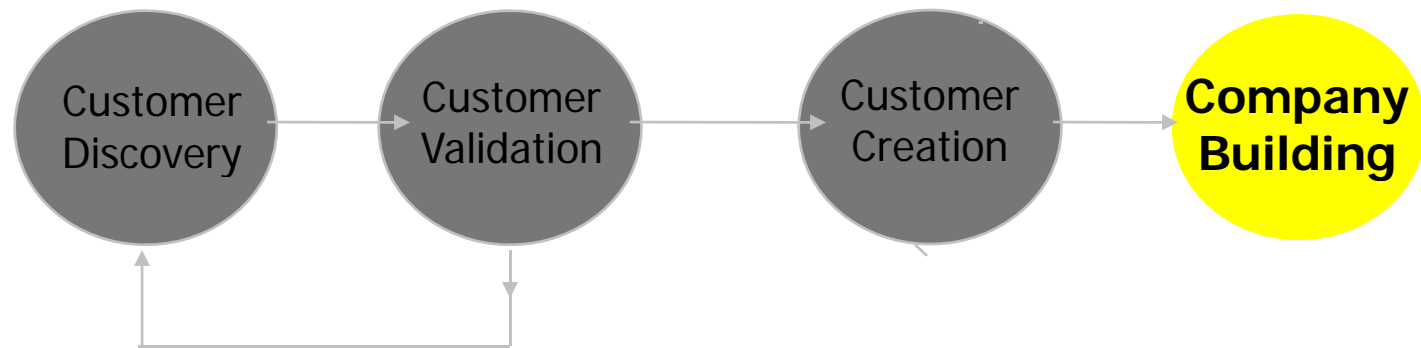 Customer
Discovery
Customer
Validation
Customer
Creation
Company
Building